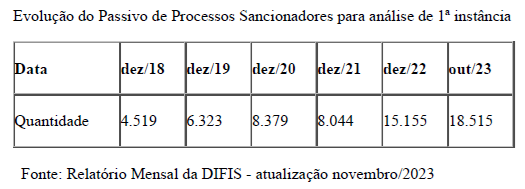 Evolução do Passivo de Processos Sancionadores para análise de 1ª instância
Data dez/18 dez/19 dez/20 dez/21 dez/22 out/23
Quantidade 4.519 6.323 8.379 8.044 15.155 18.515
Fonte: Relatório Mensal da DIFIS - atualização novembro/2023